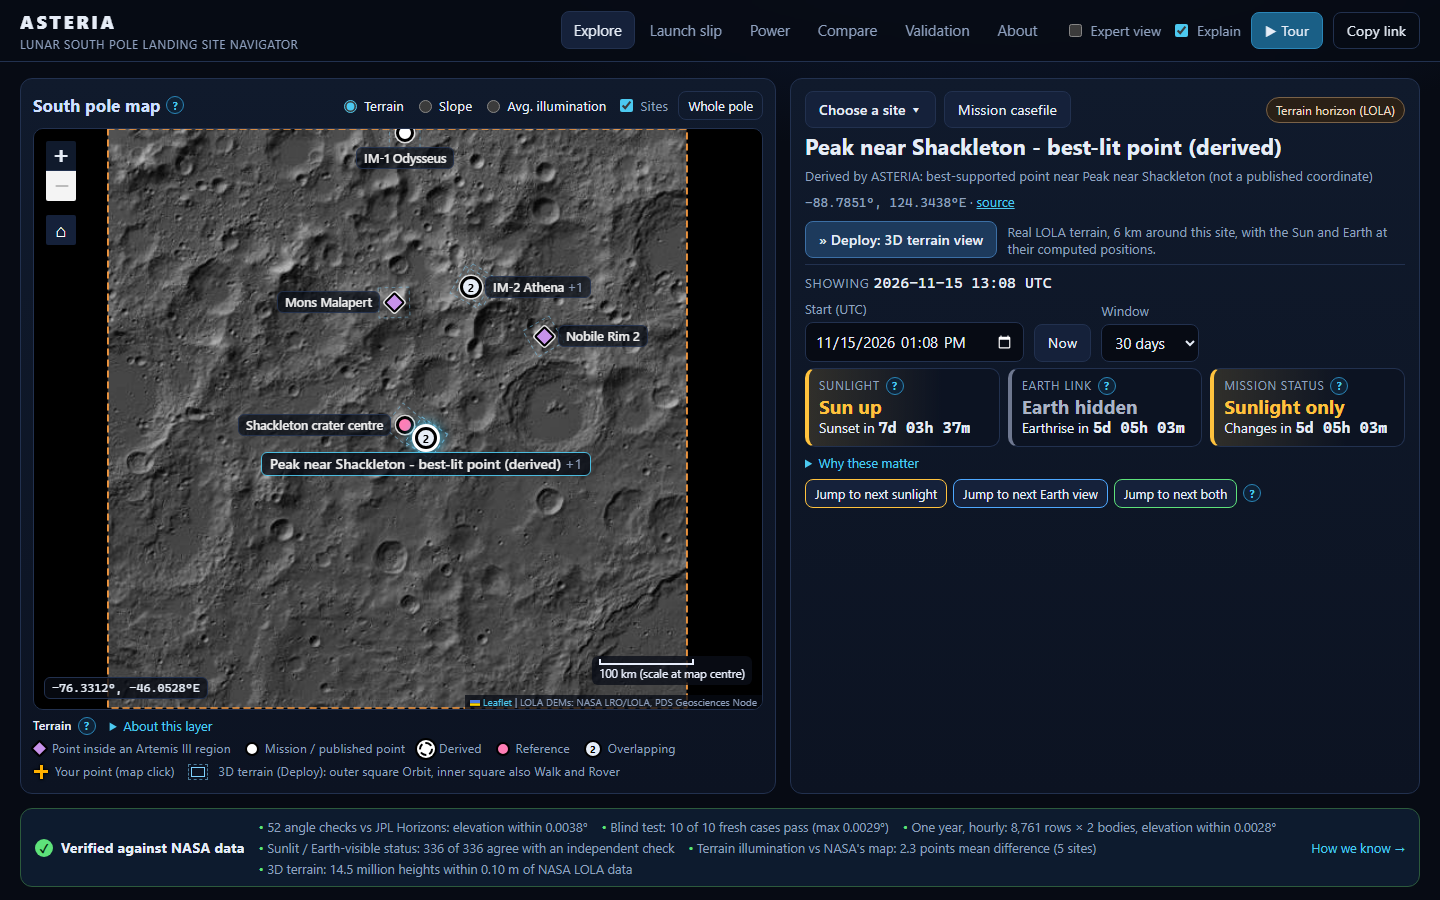 ASTERIA
LUNAR SOUTH POLE LANDING SITE NAVIGATOR
Explore
Launch slip
Power
Compare
Validation
About
Expert view
Explain
▶ Tour
Copy link
South pole map ?
Terrain
Slope
Avg. illumination
Sites
Whole pole
+
−
⌂
IM-1 Odysseus
2
IM-2 Athena +1
Mons Malapert
Nobile Rim 2
Shackleton crater centre
2
Peak near Shackleton - best-lit point (derived) +1
100 km (scale at map centre)
−76.3312°, −46.0528°E
Leaflet | LOLA DEMs: NASA LRO/LOLA, PDS Geosciences Node
Terrain ? ▶ About this layer
Point inside an Artemis III region
Mission / published point
Derived
Reference
2 Overlapping
Your point (map click)
3D terrain (Deploy): outer square Orbit, inner square also Walk and Rover
Choose a site ▾
Mission casefile
Terrain horizon (LOLA)
Peak near Shackleton - best-lit point (derived)
Derived by ASTERIA: best-supported point near Peak near Shackleton (not a published coordinate)
−88.7851°, 124.3438°E · source
» Deploy: 3D terrain view
Real LOLA terrain, 6 km around this site, with the Sun and Earth at
their computed positions.
SHOWING 2026-11-15 13:08 UTC
Start (UTC)
11/15/2026 01:08 PM
Now
Window
30 days
SUNLIGHT ?
Sun up
Sunset in 7d 03h 37m
EARTH LINK ?
Earth hidden
Earthrise in 5d 05h 03m
MISSION STATUS ?
Sunlight only
Changes in 5d 05h 03m
▶ Why these matter
Jump to next sunlight
Jump to next Earth view
Jump to next both
?
Verified against NASA data
• 52 angle checks vs JPL Horizons: elevation within 0.0038° • Blind test: 10 of 10 fresh cases pass (max 0.0029°) • One year, hourly: 8,761 rows × 2 bodies, elevation within 0.0028°
• Sunlit / Earth-visible status: 336 of 336 agree with an independent check • Terrain illumination vs NASA's map: 2.3 points mean difference (5 sites)
• 3D terrain: 14.5 million heights within 0.10 m of NASA LOLA data
How we know →